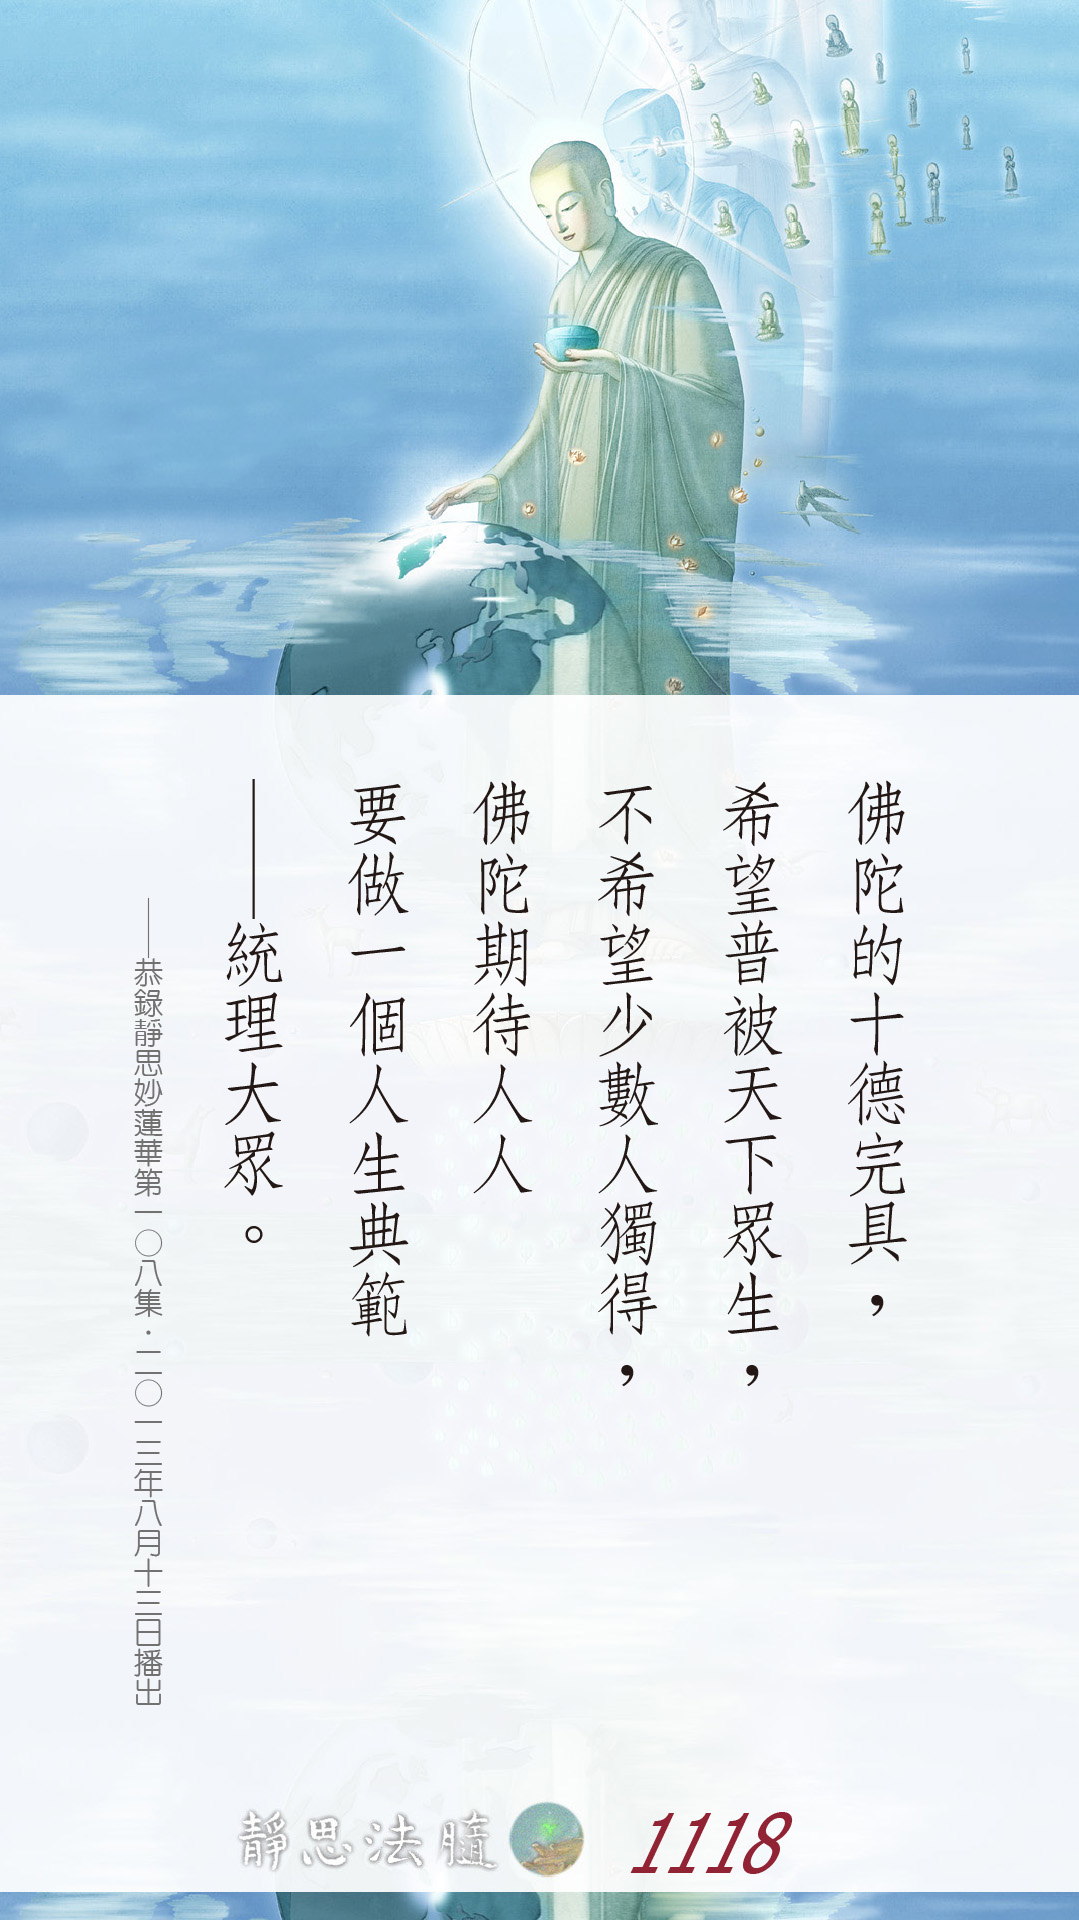 佛陀的十德完具，
希望普被天下眾生，
不希望少數人獨得，
佛陀期待人人
要做一個人生典範
——統理大眾。
——恭錄靜思妙蓮華第一〇八集．二〇一三年八月十三日播出
靜思法髓
1118